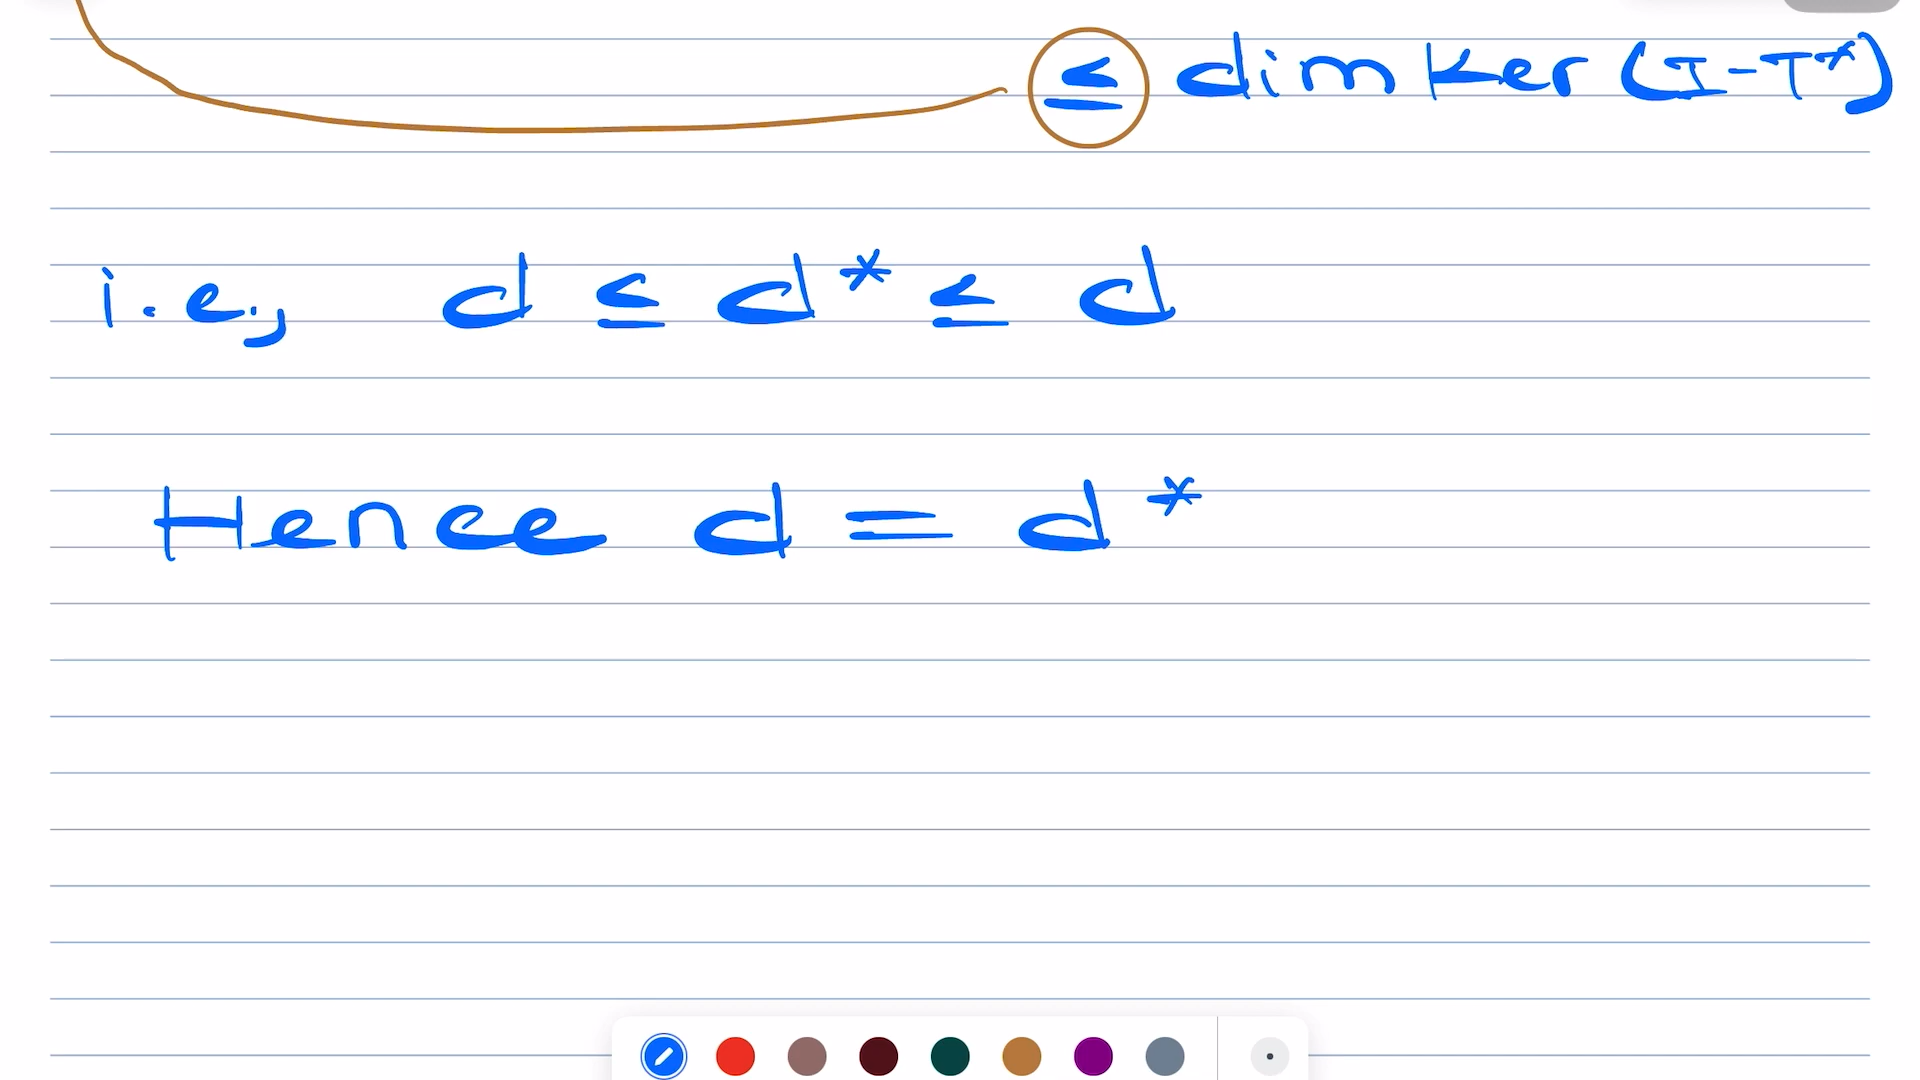 ≤ dim ker (I-T*)
i.e., d ≤ d* ≤ d
Hence d = d*